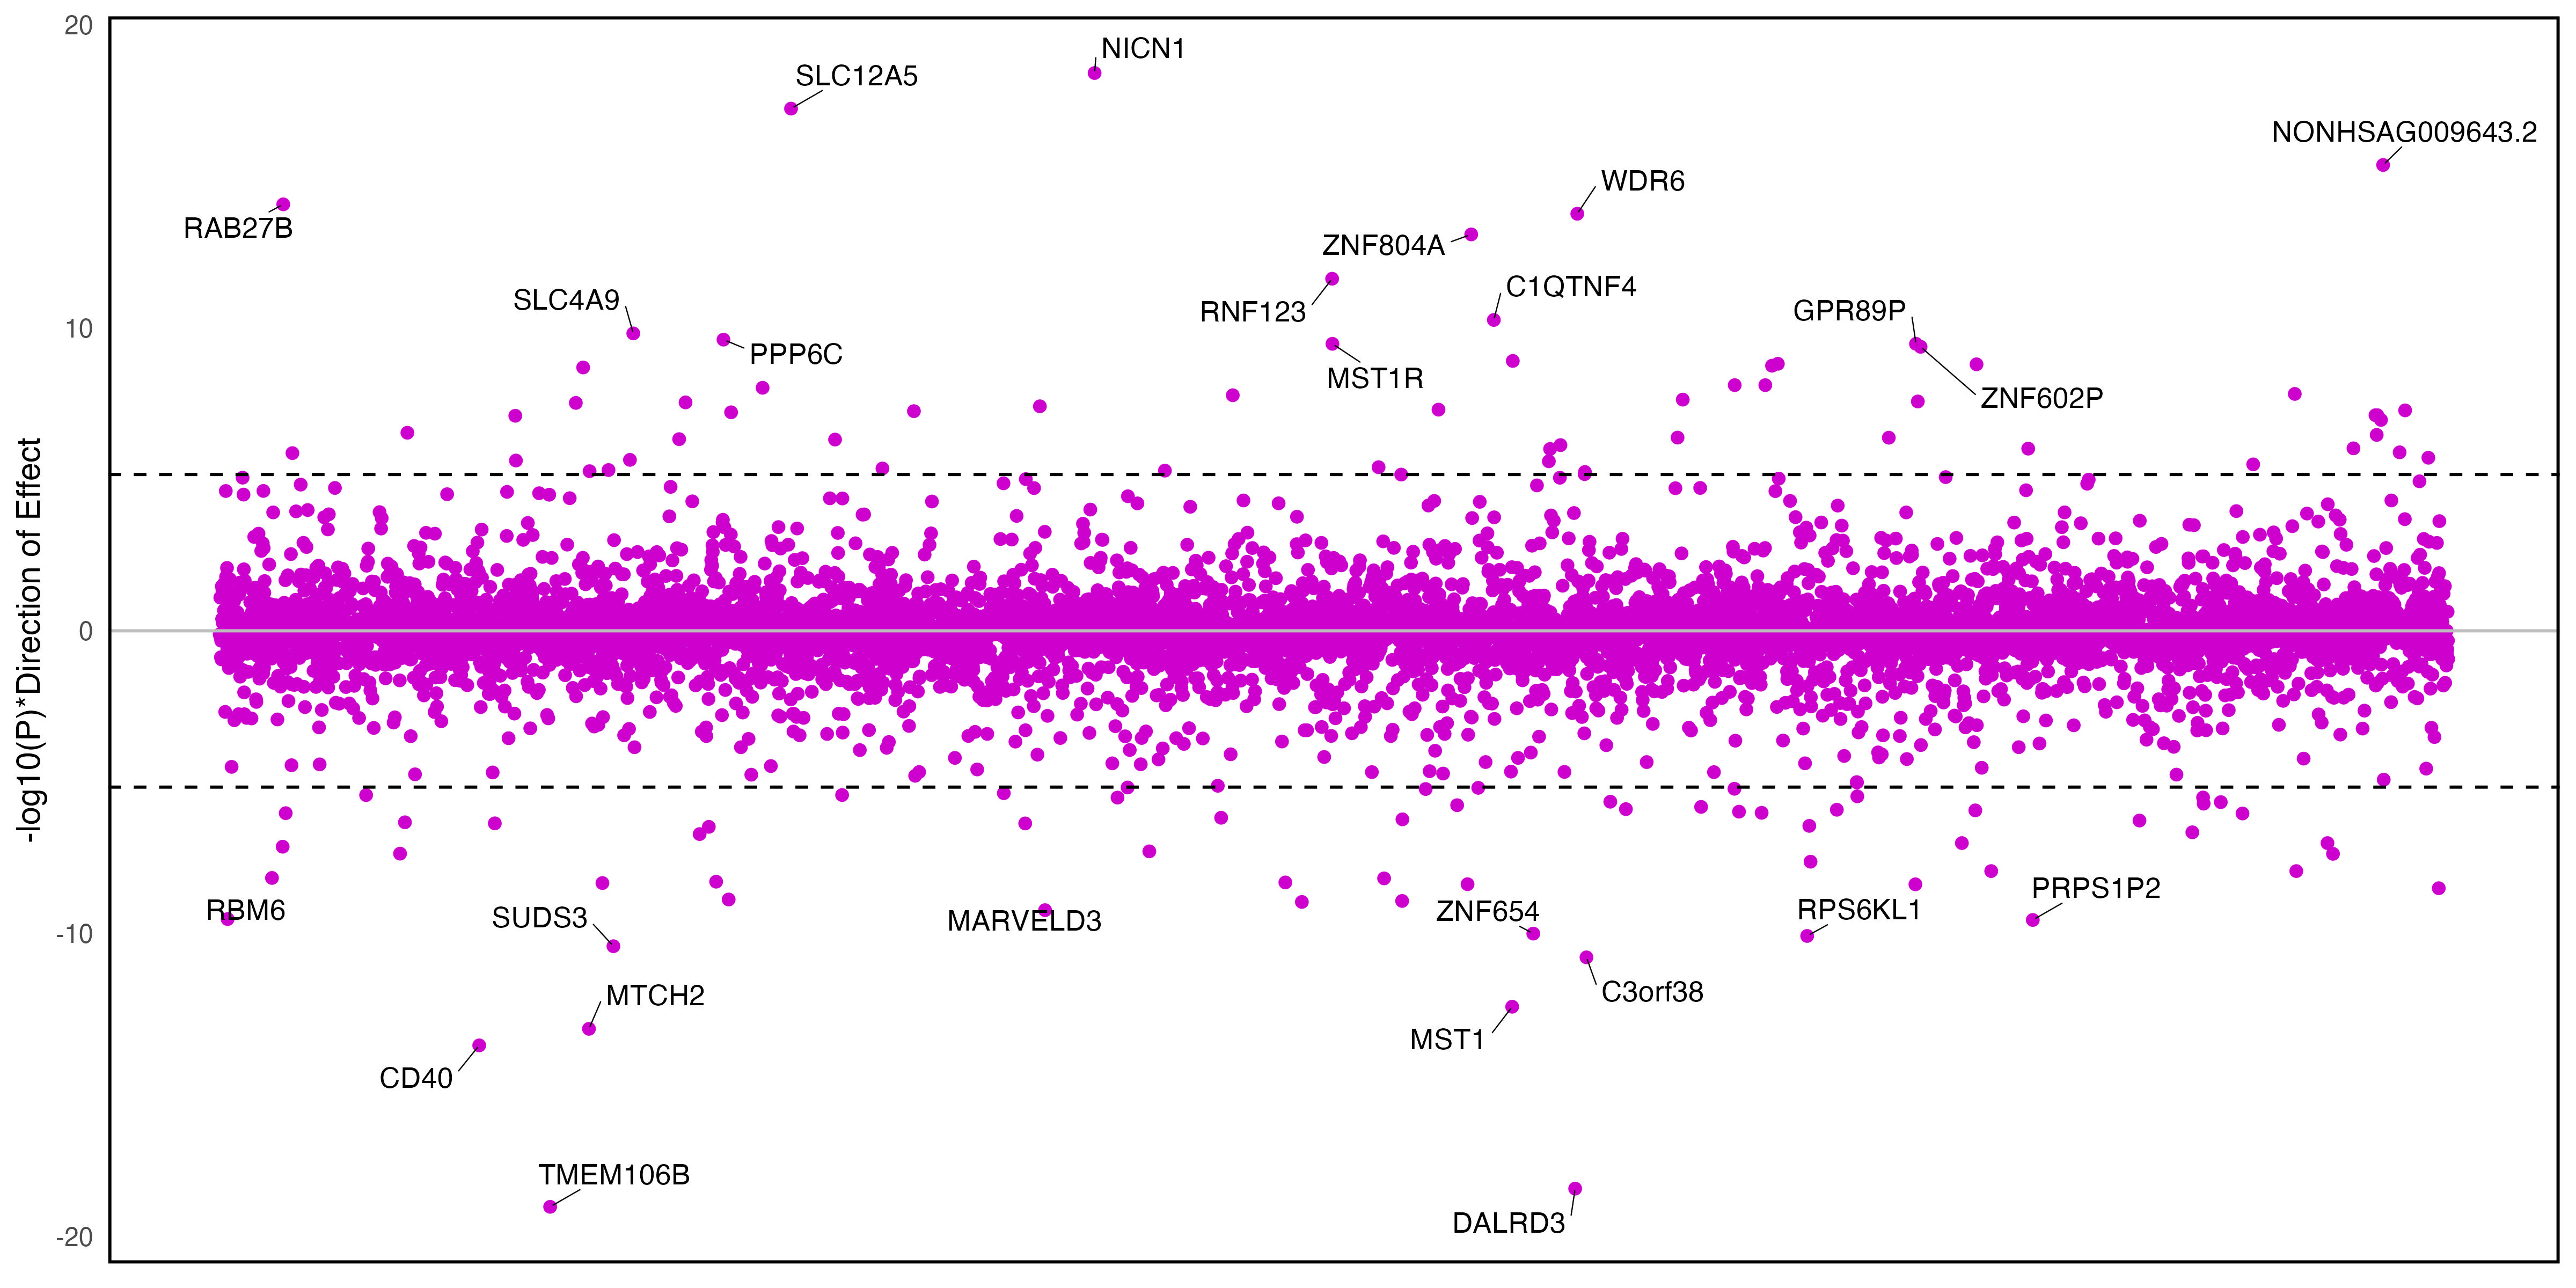 20
NICN1
SLC12A5
NONHSAG009643.2
WDR6
RAB27B
ZNF804A
C1QTNF4
SLC4A9
RNF123
GPR89P
10
PPP6C
MST1R
ZNF602P
-log10(P)*Direction of Effect
0
PRPS1P2
RBM6
ZNF654
RPS6KL1
SUDS3
MARVELD3
-10
C3orf38
MTCH2
MST1
CD40
TMEM106B
DALRD3
-20